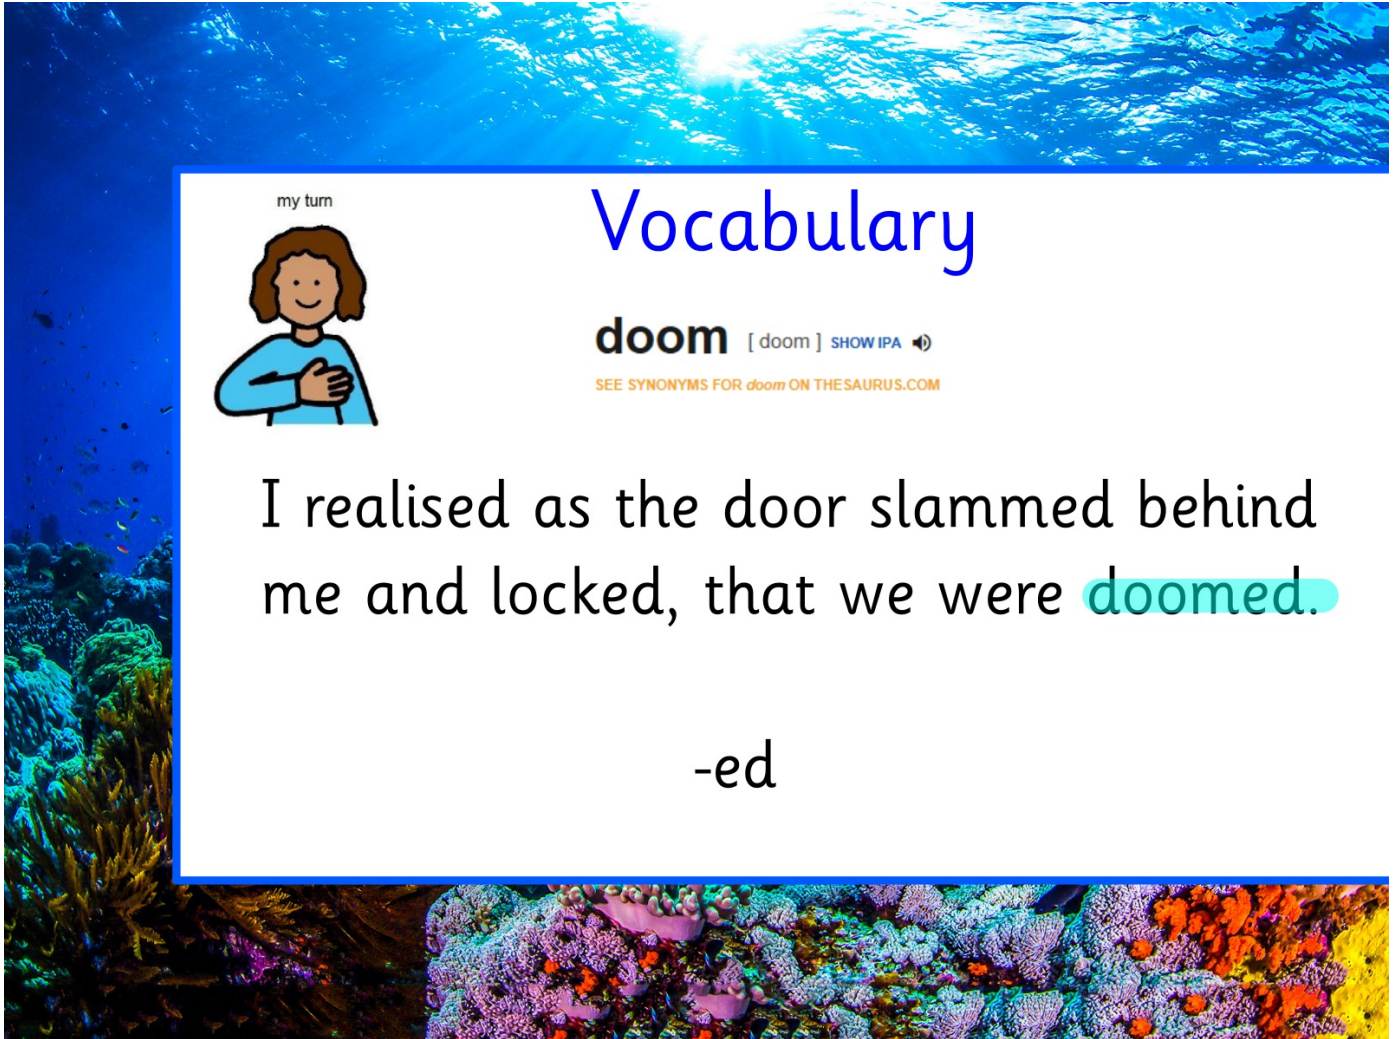 my turn
Vocabulary
doom [ doom ] SHOW IPA
SEE SYNONYMS FOR doom ON THESAURUS.COM
I realised as the door slammed behind
me and locked, that we were doomed.
-ed